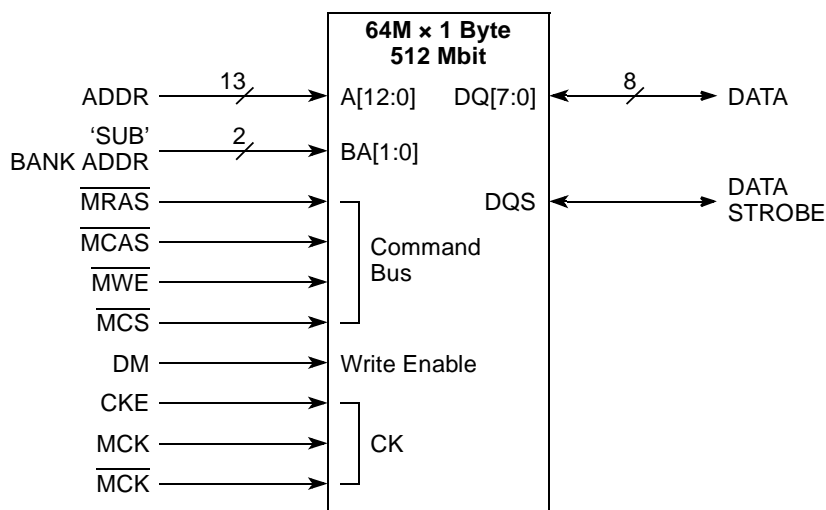 64M × 1 Byte
512 Mbit
ADDR 13 A[12:0] DQ[7:0] 8 DATA
‘SUB’
BANK ADDR 2 BA[1:0]
MRAS DQS DATA
STROBE
MCAS Command
Bus
MWE
MCS
DM Write Enable
CKE
MCK CK
MCK